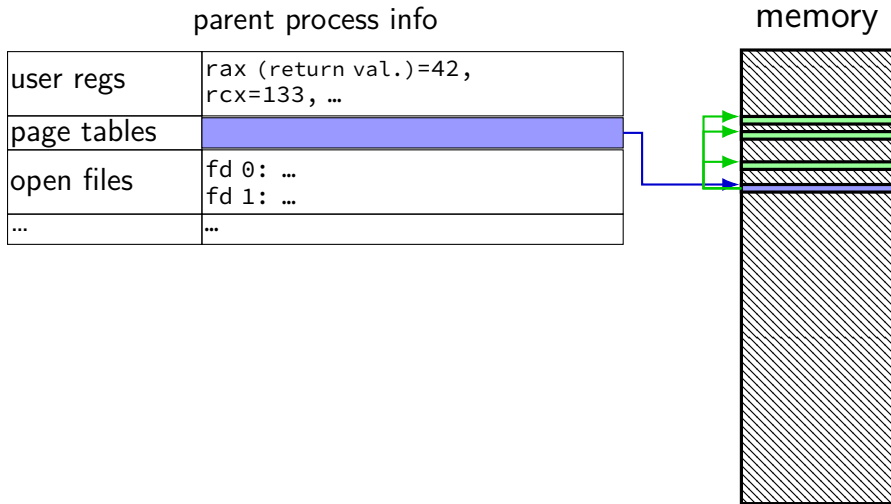 parent process info
memory
user regs
rax (return val.)=42,
rcx=133, …
page tables
open files
fd 0: …
fd 1: …
…
…